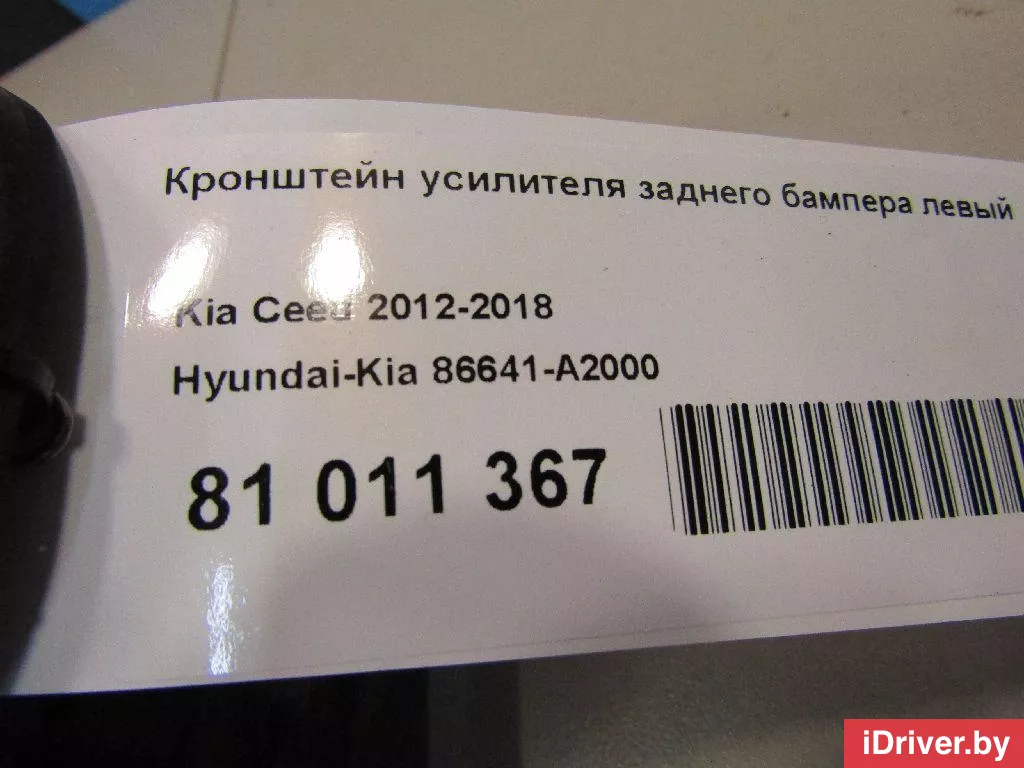 Кронштейн усилителя заднего бампера левый
Kia Ceed 2012-2018
Hyundai-Kia 86641-A2000
81 011 367
iDriver.by